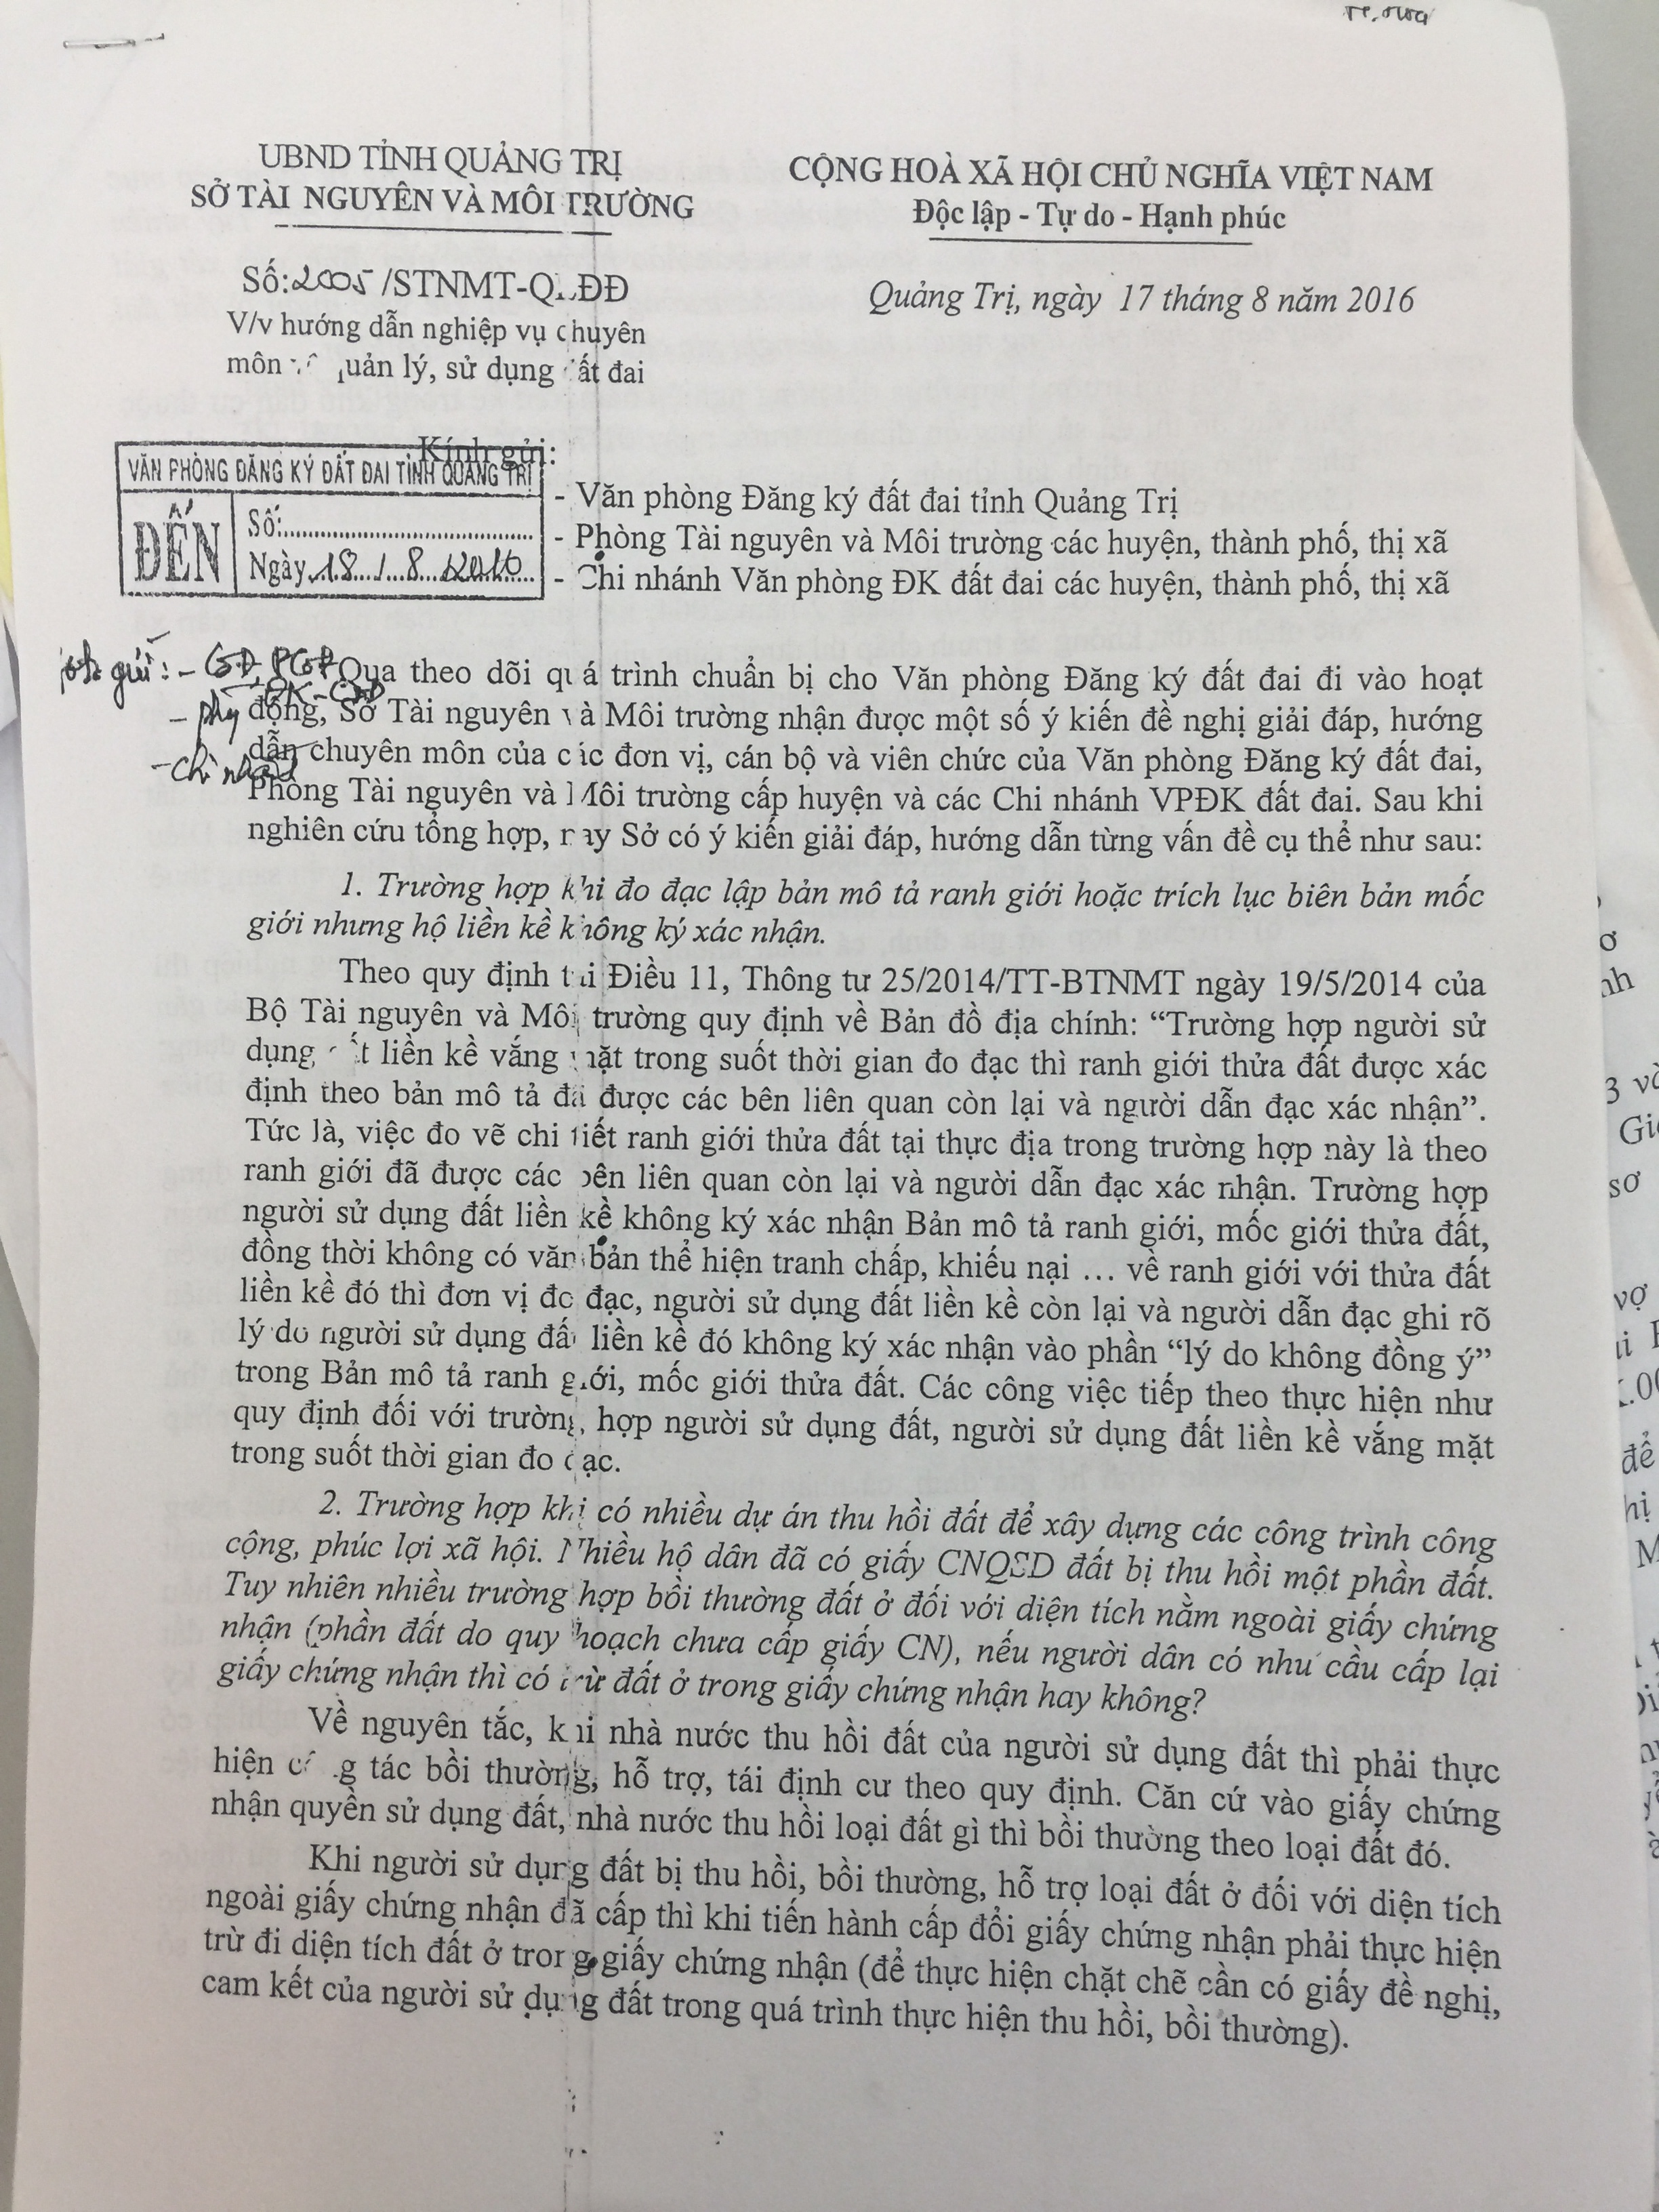 UBND TỈNH QUẢNG TRỊ
SỞ TÀI NGUYÊN VÀ MÔI TRƯỜNG
CỘNG HOÀ XÃ HỘI CHỦ NGHĨA VIỆT NAM
Độc lập - Tự do - Hạnh phúc
Số: 2005 /STNMT-QLĐĐ
V/v hướng dẫn nghiệp vụ chuyên
môn về quản lý, sử dụng đất đai
Quảng Trị, ngày 17 tháng 8 năm 2016
Kính gửi:
VĂN PHÒNG ĐĂNG KÝ ĐẤT ĐAI TỈNH QUẢNG TRỊ
ĐẾN
Số:
Ngày 18 / 8 /2016
- Văn phòng Đăng ký đất đai tỉnh Quảng Trị
- Phòng Tài nguyên và Môi trường các huyện, thành phố, thị xã
- Chi nhánh Văn phòng ĐK đất đai các huyện, thành phố, thị xã
gửi: - GĐ, PGĐ
Qua theo dõi quá trình chuẩn bị cho Văn phòng Đăng ký đất đai đi vào hoạt
động, Sở Tài nguyên và Môi trường nhận được một số ý kiến đề nghị giải đáp, hướng
dẫn chuyên môn của các đơn vị, cán bộ và viên chức của Văn phòng Đăng ký đất đai,
Phòng Tài nguyên và Môi trường cấp huyện và các Chi nhánh VPĐK đất đai. Sau khi
nghiên cứu tổng hợp, nay Sở có ý kiến giải đáp, hướng dẫn từng vấn đề cụ thể như sau:
1. Trường hợp khi đo đạc lập bản mô tả ranh giới hoặc trích lục biên bản mốc
giới nhưng hộ liền kề không ký xác nhận.
Theo quy định tại Điều 11, Thông tư 25/2014/TT-BTNMT ngày 19/5/2014 của
Bộ Tài nguyên và Môi trường quy định về Bản đồ địa chính: “Trường hợp người sử
dụng đất liền kề vắng mặt trong suốt thời gian đo đạc thì ranh giới thửa đất được xác
định theo bản mô tả đã được các bên liên quan còn lại và người dẫn đạc xác nhận”.
Tức là, việc đo vẽ chi tiết ranh giới thửa đất tại thực địa trong trường hợp này là theo
ranh giới đã được các bên liên quan còn lại và người dẫn đạc xác nhận. Trường hợp
người sử dụng đất liền kề không ký xác nhận Bản mô tả ranh giới, mốc giới thửa đất,
đồng thời không có văn bản thể hiện tranh chấp, khiếu nại … về ranh giới với thửa đất
liền kề đó thì đơn vị đo đạc, người sử dụng đất liền kề còn lại và người dẫn đạc ghi rõ
lý do người sử dụng đất liền kề đó không ký xác nhận vào phần “lý do không đồng ý”
trong Bản mô tả ranh giới, mốc giới thửa đất. Các công việc tiếp theo thực hiện như
quy định đối với trường hợp người sử dụng đất, người sử dụng đất liền kề vắng mặt
trong suốt thời gian đo đạc.
2. Trường hợp khi có nhiều dự án thu hồi đất để xây dựng các công trình công
cộng, phúc lợi xã hội. Nhiều hộ dân đã có giấy CNQSD đất bị thu hồi một phần đất.
Tuy nhiên nhiều trường hợp bồi thường đất ở đối với diện tích nằm ngoài giấy chứng
nhận (phần đất do quy hoạch chưa cấp giấy CN), nếu người dân có nhu cầu cấp lại
giấy chứng nhận thì có trừ đất ở trong giấy chứng nhận hay không?
Về nguyên tắc, khi nhà nước thu hồi đất của người sử dụng đất thì phải thực
hiện công tác bồi thường, hỗ trợ, tái định cư theo quy định. Căn cứ vào giấy chứng
nhận quyền sử dụng đất, nhà nước thu hồi loại đất gì thì bồi thường theo loại đất đó.
Khi người sử dụng đất bị thu hồi, bồi thường, hỗ trợ loại đất ở đối với diện tích
ngoài giấy chứng nhận đã cấp thì khi tiến hành cấp đổi giấy chứng nhận phải thực hiện
trừ đi diện tích đất ở trong giấy chứng nhận (để thực hiện chặt chẽ cần có giấy đề nghị,
cam kết của người sử dụng đất trong quá trình thực hiện thu hồi, bồi thường).